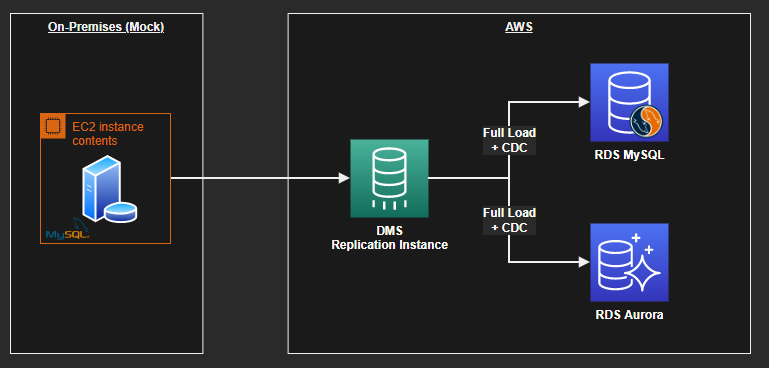 On-Premises (Mock)
AWS
EC2 instance
contents
MySQL
DMS
Replication Instance
Full Load
+ CDC
RDS MySQL
Full Load
+ CDC
RDS Aurora